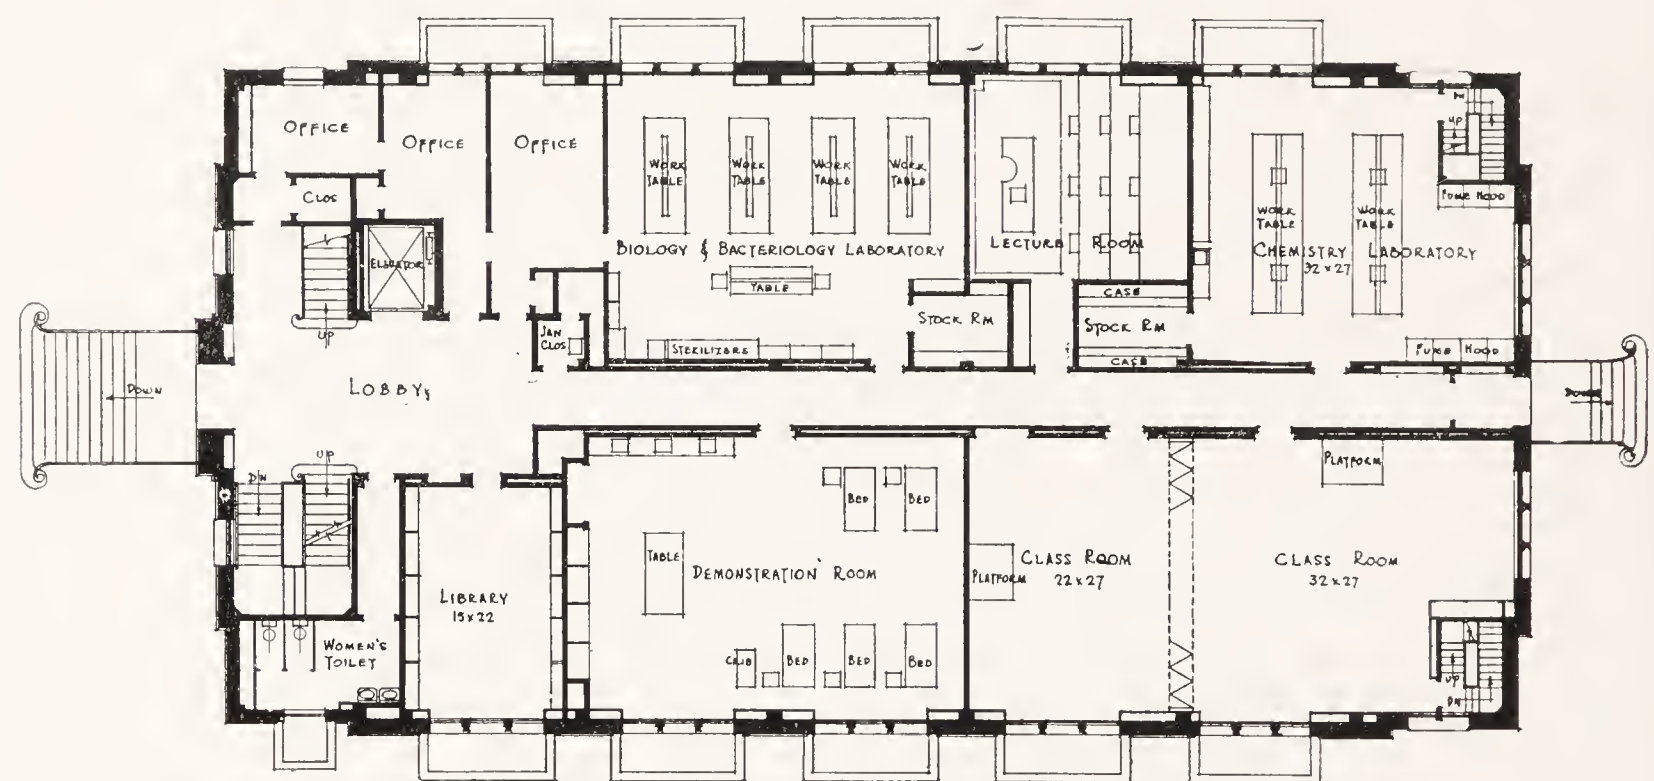 OFFICE
OFFICE
OFFICE
CLOS
ELEVATOR
UP
JAN
CLOS
WORK
TABLE
WORK
TABLE
WORK
TABLE
WORK
TABLE
BIOLOGY & BACTERIOLOGY LABORATORY
TABLE
STERILIZERS
STOCK RM
LECTURE ROOM
CASE
STOCK RM
CASE
WORK
TABLE
WORK
TABLE
CHEMISTRY LABORATORY
32 x 27
DN
UP
FUME HOOD
FUME HOOD
DOWN
LOBBY
DOWN
DN
UP
WOMEN'S
TOILET
LIBRARY
15 x 22
TABLE
DEMONSTRATION ROOM
BED
BED
CRIB
BED
BED
BED
PLATFORM
CLASS ROOM
22 x 27
PLATFORM
CLASS ROOM
32 x 27
UP
DN